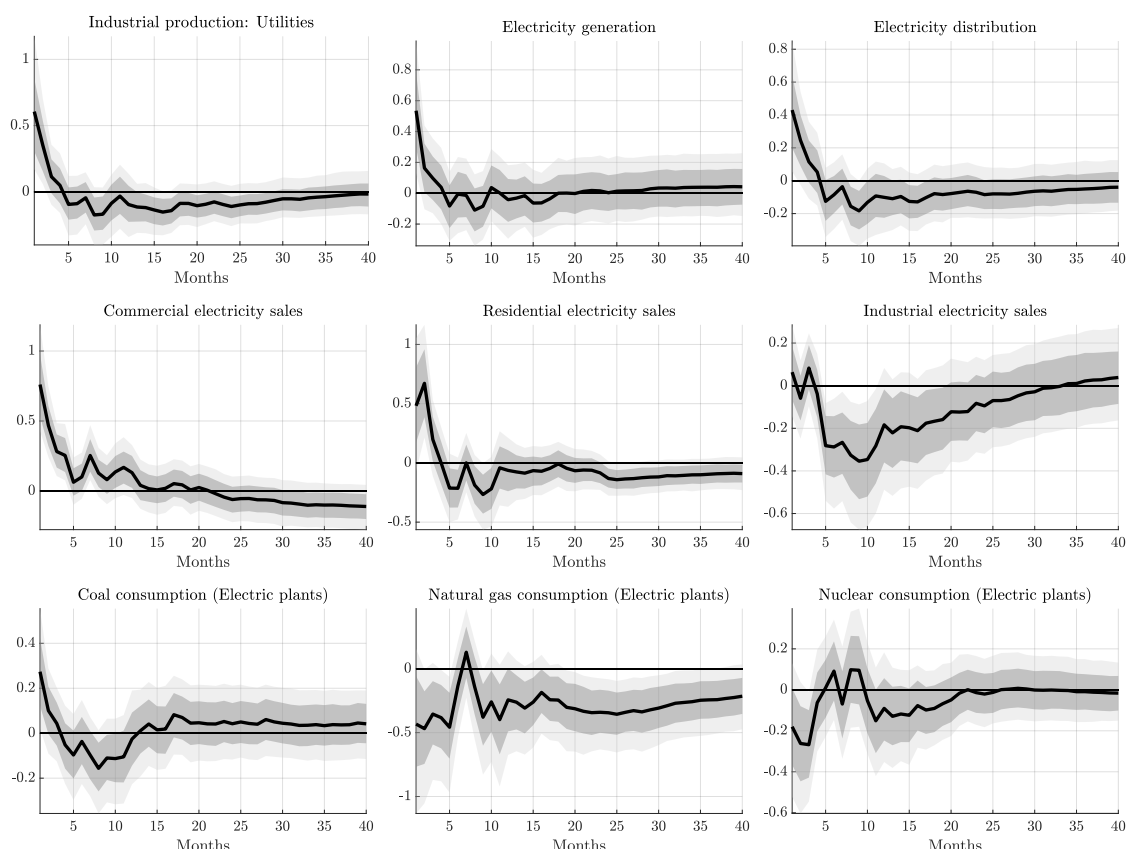 Industrial production: Utilities
1
0.5
0
5 10 15 20 25 30 35 40
Months
Electricity generation
0.8
0.6
0.4
0.2
0
-0.2
5 10 15 20 25 30 35 40
Months
Electricity distribution
0.8
0.6
0.4
0.2
0
-0.2
5 10 15 20 25 30 35 40
Months
Commercial electricity sales
1
0.5
0
5 10 15 20 25 30 35 40
Months
Residential electricity sales
1
0.5
0
-0.5
5 10 15 20 25 30 35 40
Months
Industrial electricity sales
0.2
0
-0.2
-0.4
-0.6
5 10 15 20 25 30 35 40
Months
Coal consumption (Electric plants)
0.4
0.2
0
-0.2
5 10 15 20 25 30 35 40
Months
Natural gas consumption (Electric plants)
0
-0.5
-1
5 10 15 20 25 30 35 40
Months
Nuclear consumption (Electric plants)
0.2
0
-0.2
-0.4
-0.6
5 10 15 20 25 30 35 40
Months